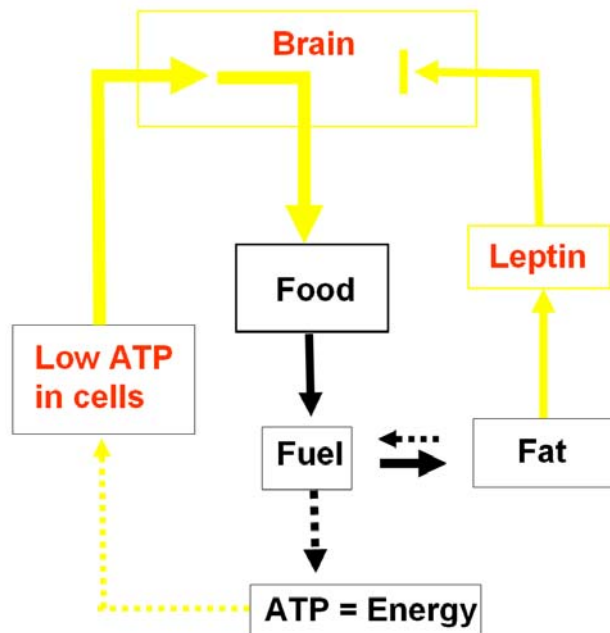 Brain
Leptin
Food
Low ATP
in cells
Fuel
Fat
ATP = Energy